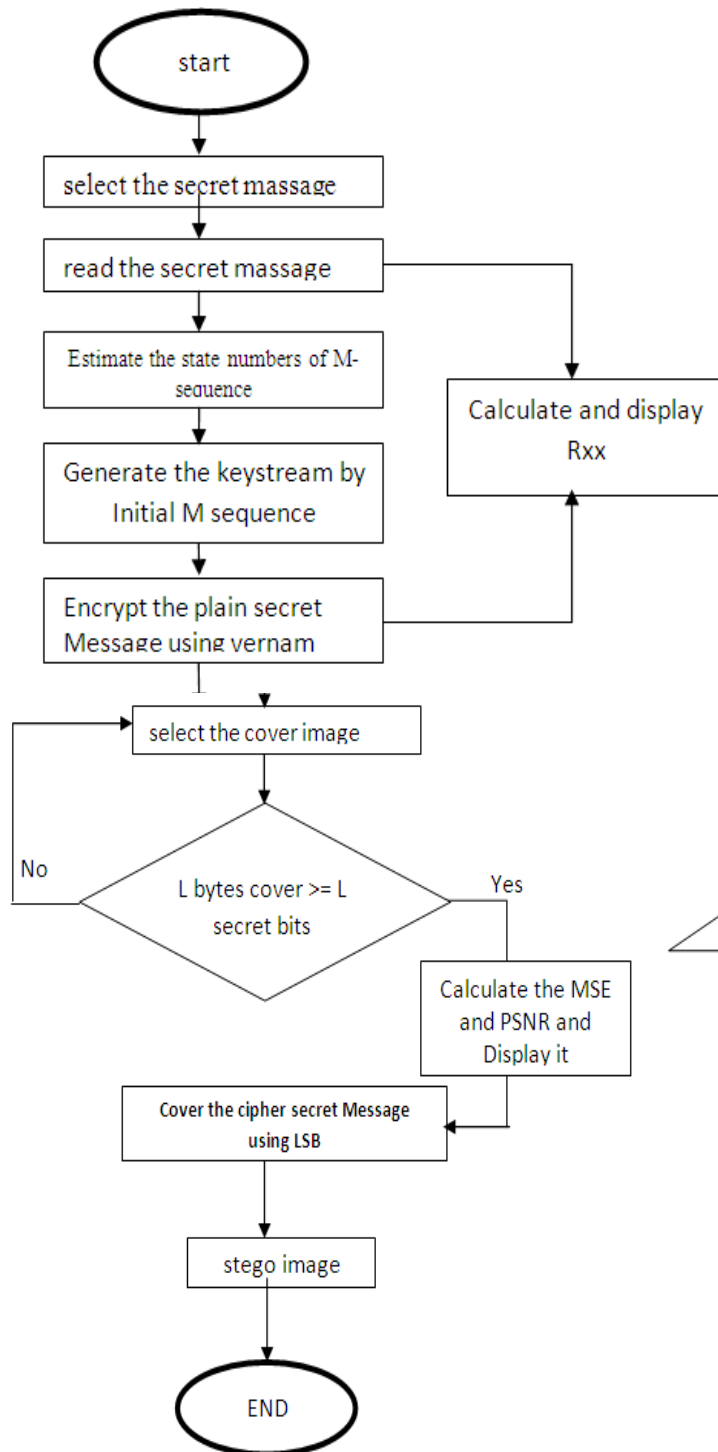 start
select the secret massage
read the secret massage
Estimate the state numbers of M-
sequence
Calculate and display
Rxx
Generate the keystream by
Initial M sequence
Encrypt the plain secret
Message using vernam
select the cover image
No
L bytes cover >= L
secret bits
Yes
Calculate the MSE
and PSNR and
Display it
Cover the cipher secret Message
using LSB
stego image
END